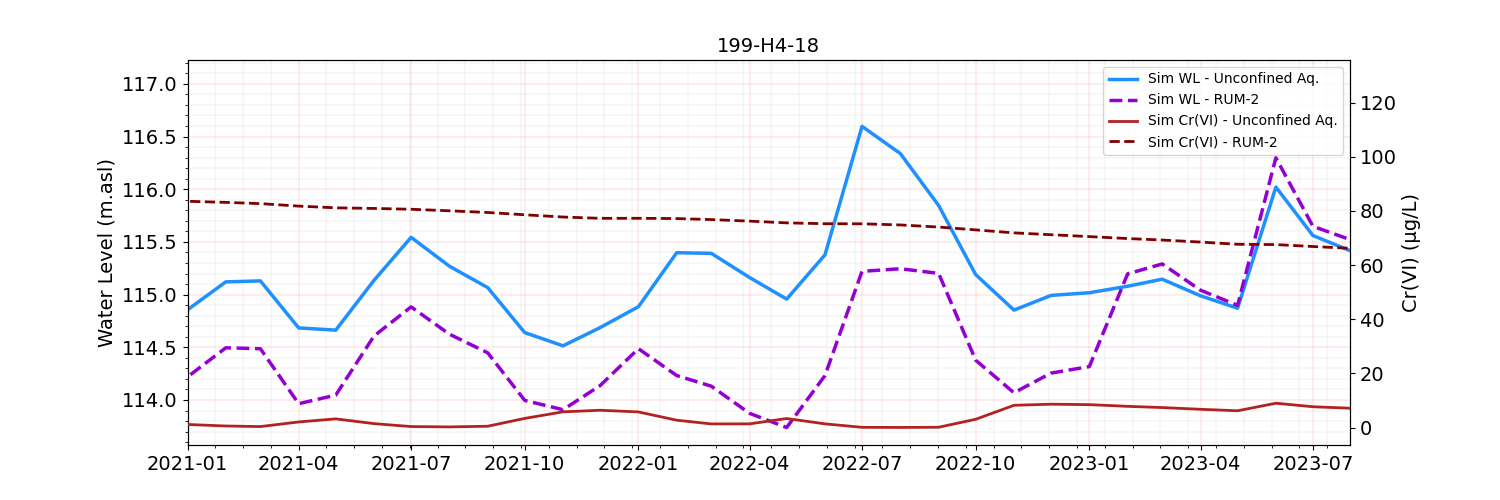 199-H4-18
Water Level (m.asl)
117.0
116.5
116.0
115.5
115.0
114.5
114.0
Sim WL - Unconfined Aq.
Sim WL - RUM-2
Sim Cr(VI) - Unconfined Aq.
Sim Cr(VI) - RUM-2
120
100
80
60
40
20
0
Cr(VI) (µg/L)
2021-01 2021-04 2021-07 2021-10 2022-01 2022-04 2022-07 2022-10 2023-01 2023-04 2023-07